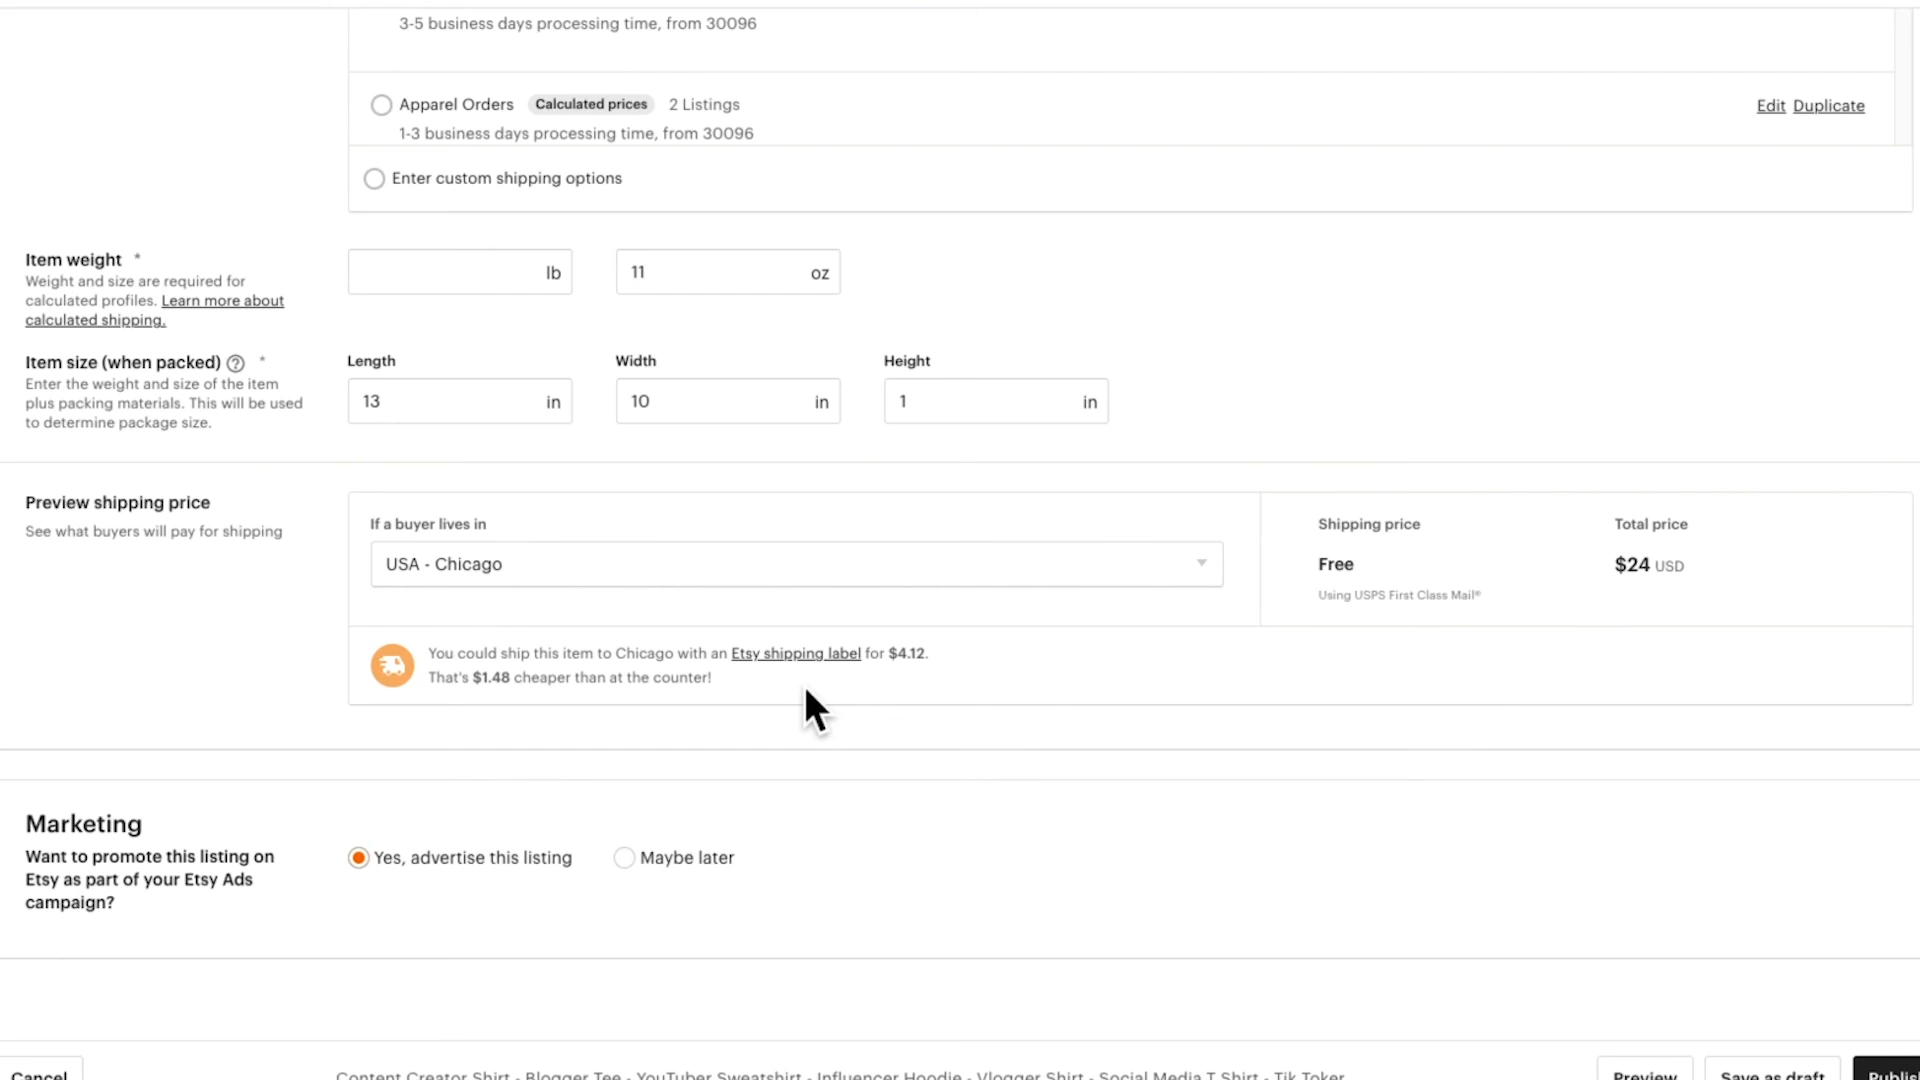 3-5 business days processing time, from 30096
Apparel Orders Calculated prices 2 Listings
Edit Duplicate
1-3 business days processing time, from 30096
Enter custom shipping options
Item weight *
Weight and size are required for
calculated profiles. Learn more about
calculated shipping.
lb
11 oz
Item size (when packed) ? *
Enter the weight and size of the item
plus packing materials. This will be used
to determine package size.
Length Width Height
13 in 10 in 1 in
Preview shipping price
See what buyers will pay for shipping
If a buyer lives in
USA - Chicago
Shipping price Total price
Free $24 USD
Using USPS First Class Mail®
You could ship this item to Chicago with an Etsy shipping label for $4.12.
That's $1.48 cheaper than at the counter!
Marketing
Want to promote this listing on
Etsy as part of your Etsy Ads
campaign?
Yes, advertise this listing Maybe later
Cancel
Content Creator Shirt - Blogger Tee - YouTuber Sweatshirt - Influencer Hoodie - Vlogger Shirt - Social Media T Shirt - Tik Toker
Preview Save as draft Publis